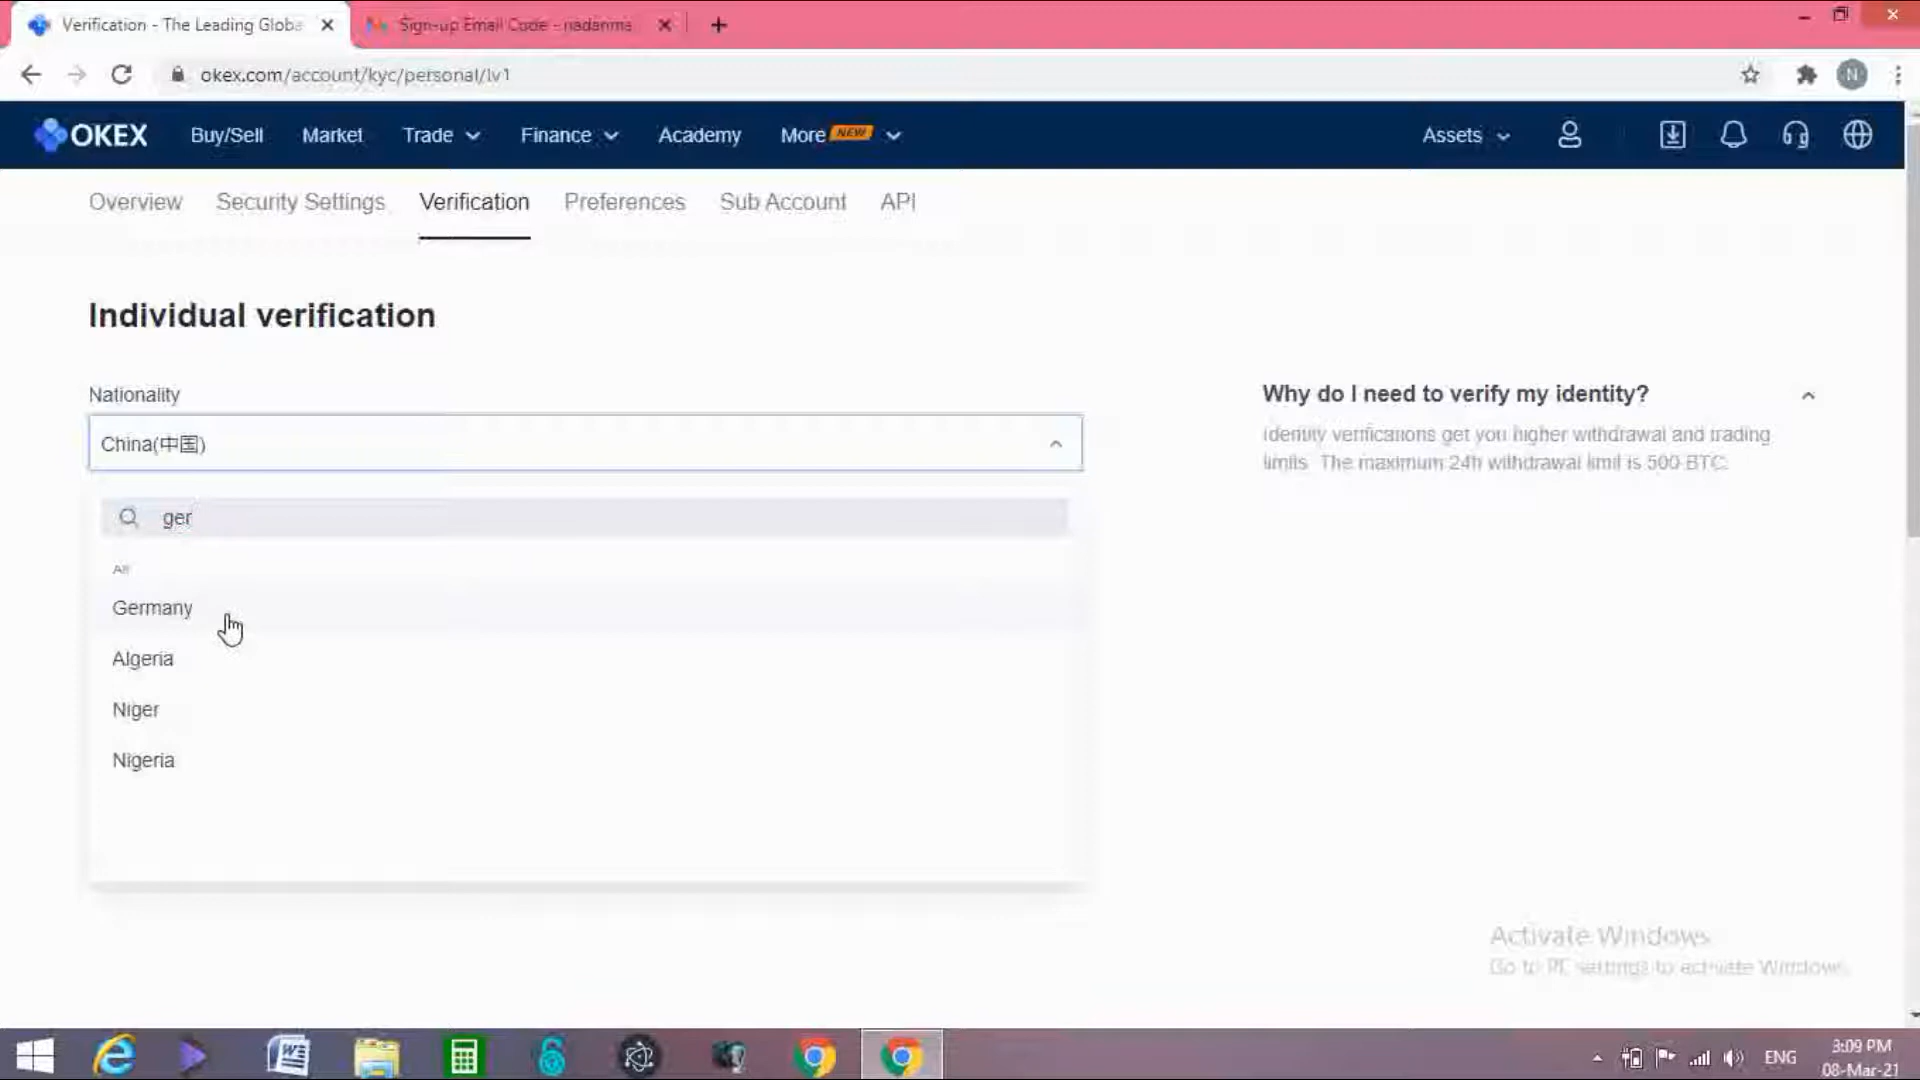 Verification - The Leading Globa
Sign-up Email Code - nadanma
okex.com/account/kyc/personal/lv1
N
OKEX
Buy/Sell
Market
Trade
Finance
Academy
More NEW
Assets
Overview
Security Settings
Verification
Preferences
Sub Account
API
Individual verification
Nationality
China(中国)
ger
All
Germany
Algeria
Niger
Nigeria
Why do I need to verify my identity?
Identity verifications get you higher withdrawal and trading
limits. The maximum 24h withdrawal limit is 500 BTC.
Activate Windows
Go to PC settings to activate Windows.
ENG
3:09 PM
08-Mar-21